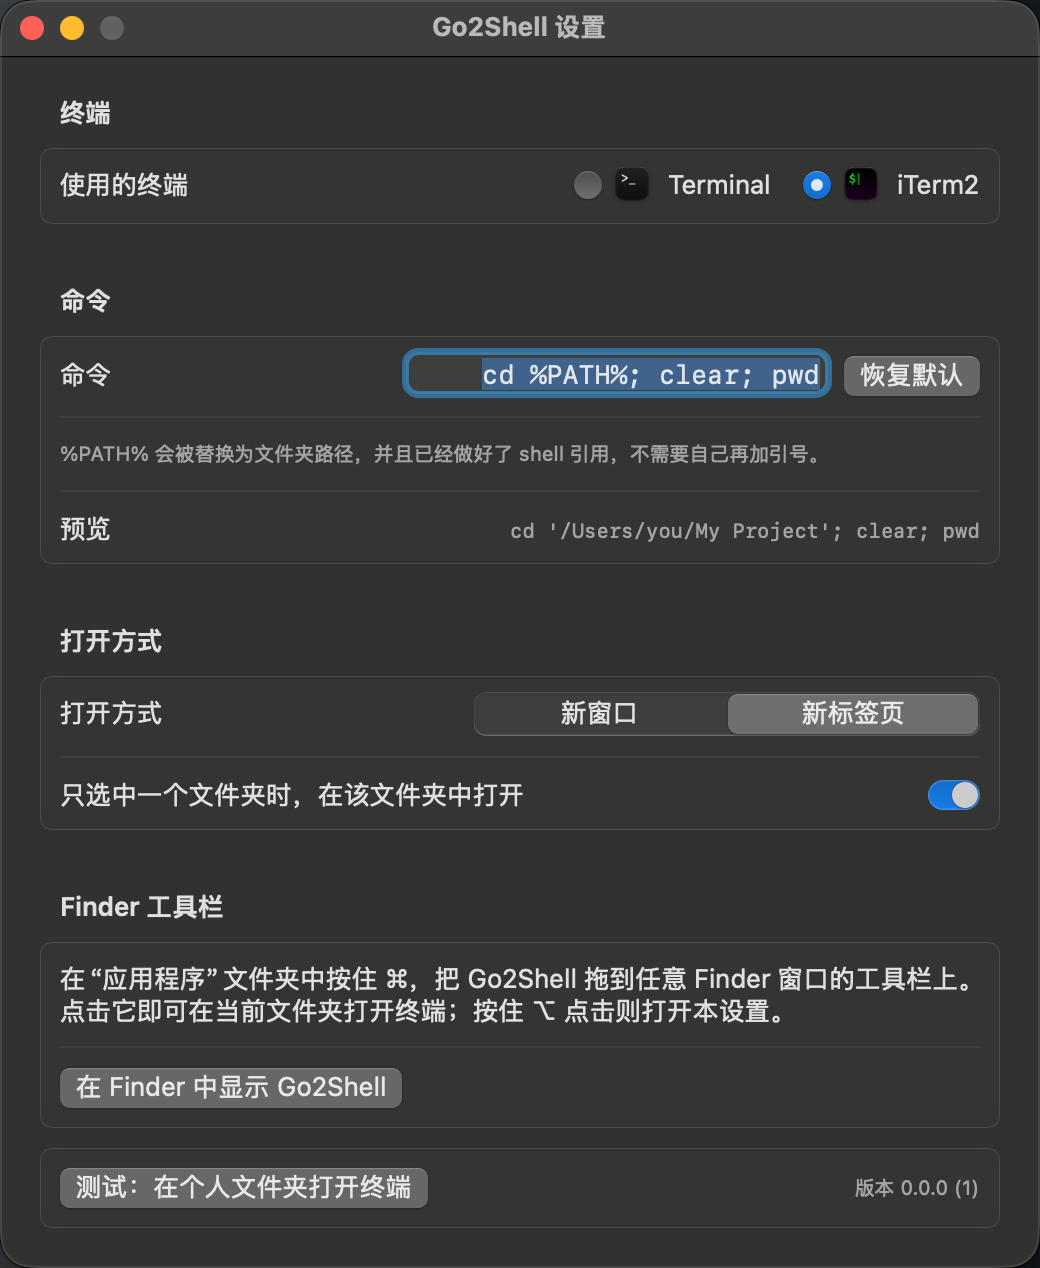 Go2Shell 设置
终端
使用的终端
>_
Terminal
$|
iTerm2
命令
命令
cd %PATH%; clear; pwd
恢复默认
%PATH% 会被替换为文件夹路径，并且已经做好了 shell 引用，不需要自己再加引号。
预览
cd '/Users/you/My Project'; clear; pwd
打开方式
打开方式
新窗口
新标签页
只选中一个文件夹时，在该文件夹中打开
Finder 工具栏
在“应用程序”文件夹中按住 ⌘，把 Go2Shell 拖到任意 Finder 窗口的工具栏上。
点击它即可在当前文件夹打开终端；按住 ⌥ 点击则打开本设置。
在 Finder 中显示 Go2Shell
测试：在个人文件夹打开终端
版本 0.0.0 (1)